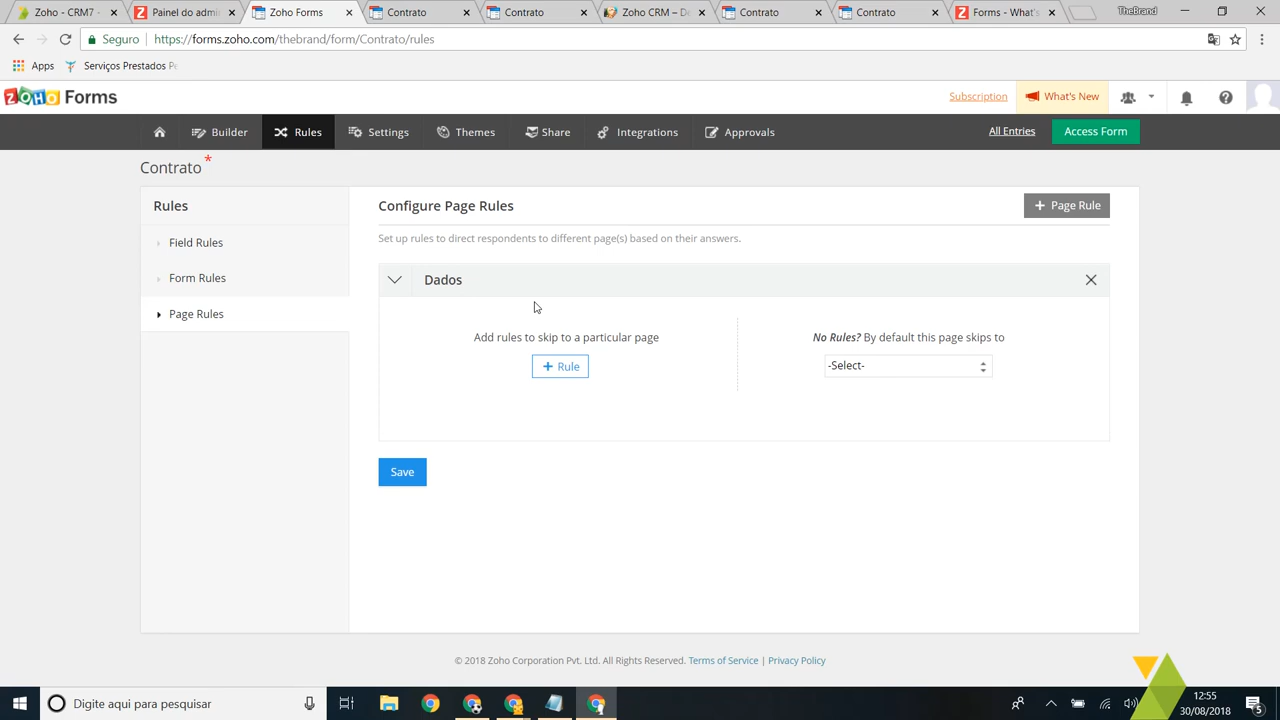 Zoho - CRM7
Painel do admi
Zoho Forms
Contrato
Contrato
Zoho CRM – De
Contrato
Contrato
Forms - What's
TheBrand
Seguro
https://forms.zoho.com/thebrand/form/Contrato/rules
Apps
Serviços Prestados Pe
ZOHO Forms
Subscription
What's New
Builder
Rules
Settings
Themes
Share
Integrations
Approvals
All Entries
Access Form
Contrato *
Rules
Field Rules
Form Rules
Page Rules
Configure Page Rules
+ Page Rule
Set up rules to direct respondents to different page(s) based on their answers.
Dados
Add rules to skip to a particular page
+ Rule
No Rules? By default this page skips to
-Select-
Save
© 2018 Zoho Corporation Pvt. Ltd. All Rights Reserved. Terms of Service | Privacy Policy
Digite aqui para pesquisar
12:55
30/08/2018
5